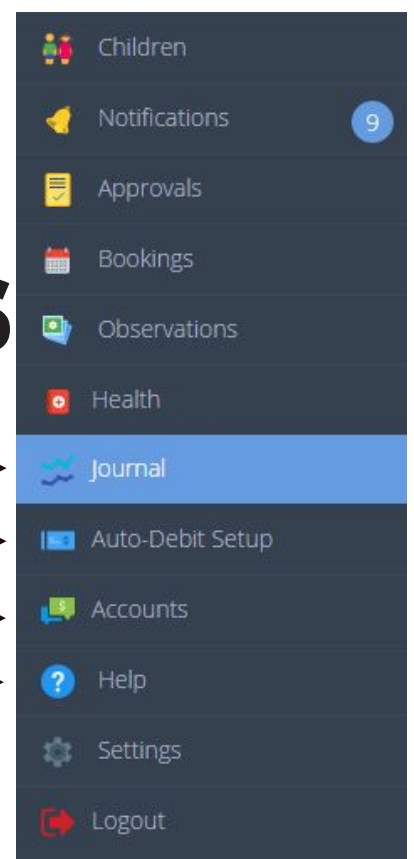 Children
Notifications 9
Approvals
Bookings
S
Observations
Health
Journal
Auto-Debit Setup
Accounts
Help
Settings
Logout